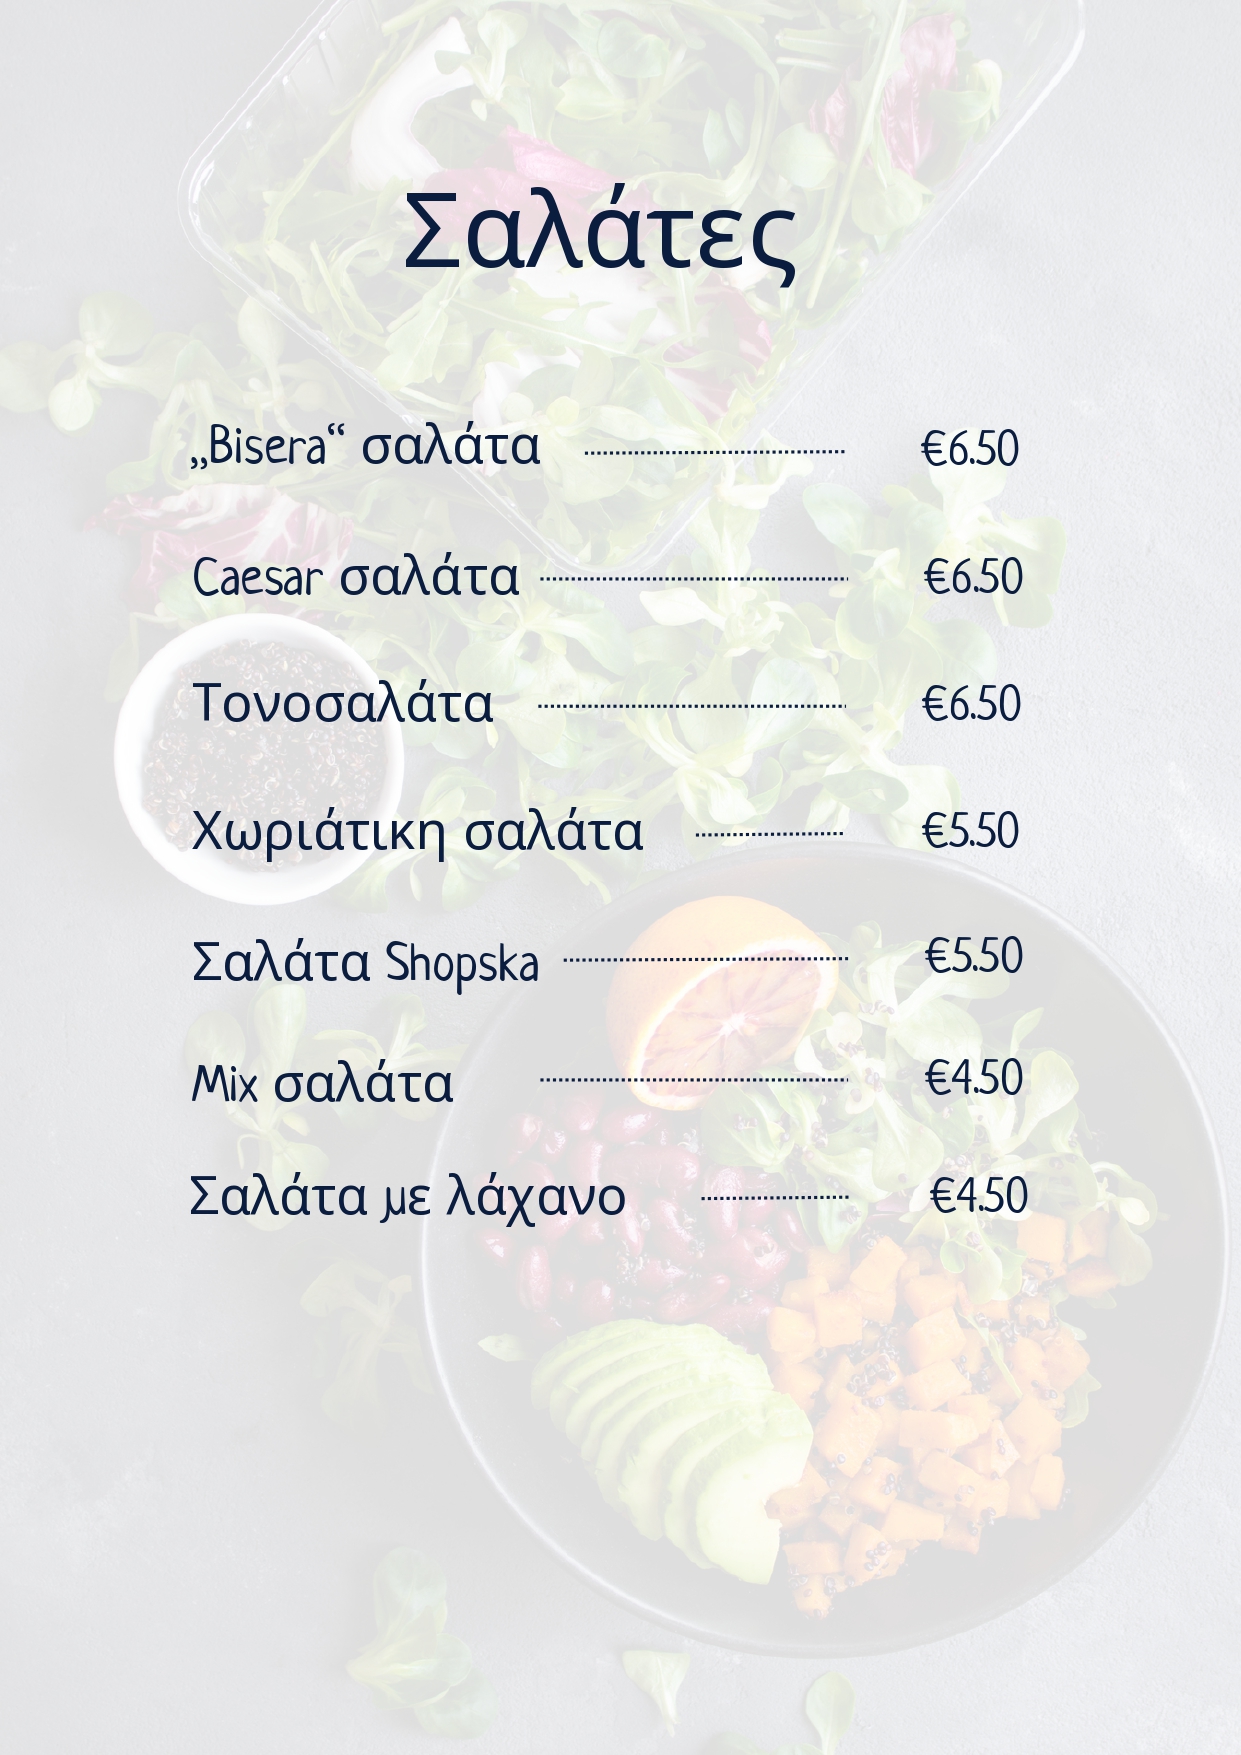 Σαλάτες
„Bisera“ σαλάτα ........................ €6.50
Caesar σαλάτα ........................ €6.50
Τονοσαλάτα ........................ €6.50
Χωριάτικη σαλάτα ........................ €5.50
Σαλάτα Shopska ........................ €5.50
Mix σαλάτα ........................ €4.50
Σαλάτα με λάχανο ........................ €4.50